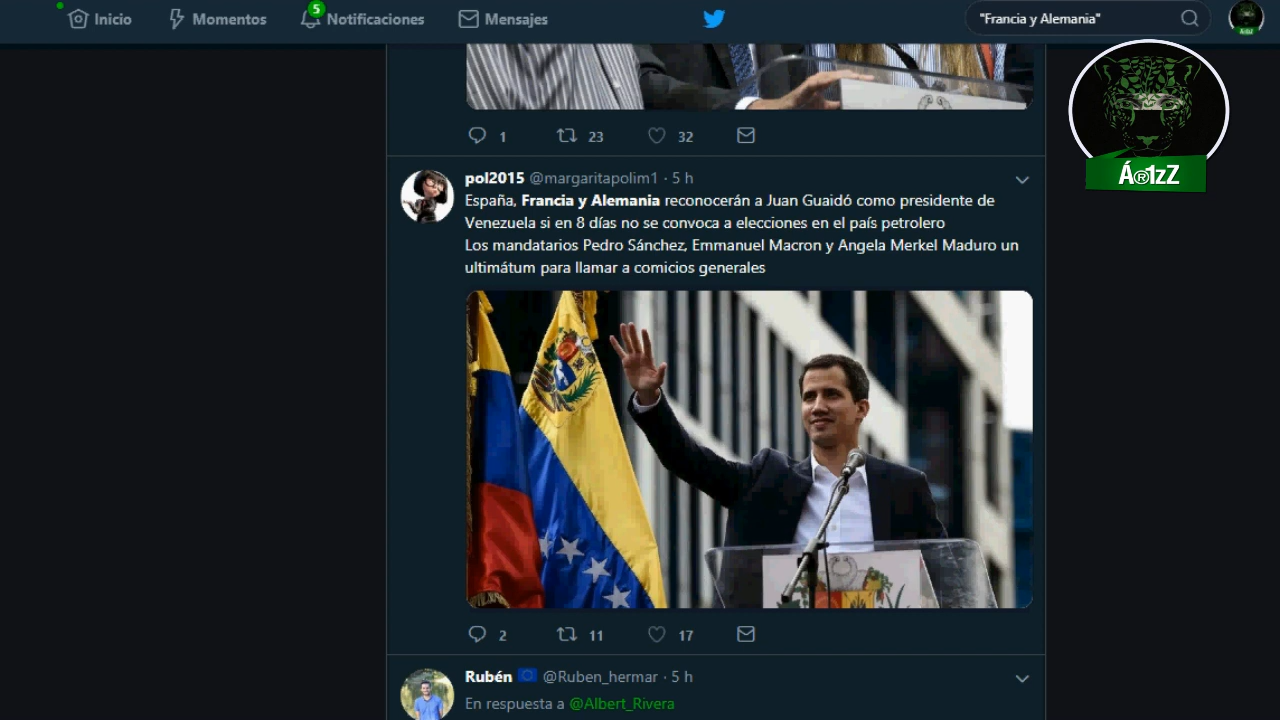 Inicio
Momentos
5
Notificaciones
Mensajes
"Francia y Alemania"
Á®1zZ
1 23 32
pol2015 @margaritapolim1 · 5 h
España, Francia y Alemania reconocerán a Juan Guaidó como presidente de
Venezuela si en 8 días no se convoca a elecciones en el país petrolero
Los mandatarios Pedro Sánchez, Emmanuel Macron y Angela Merkel Maduro un
ultimátum para llamar a comicios generales
2 11 17
Rubén @Ruben_hermar · 5 h
En respuesta a @Albert_Rivera